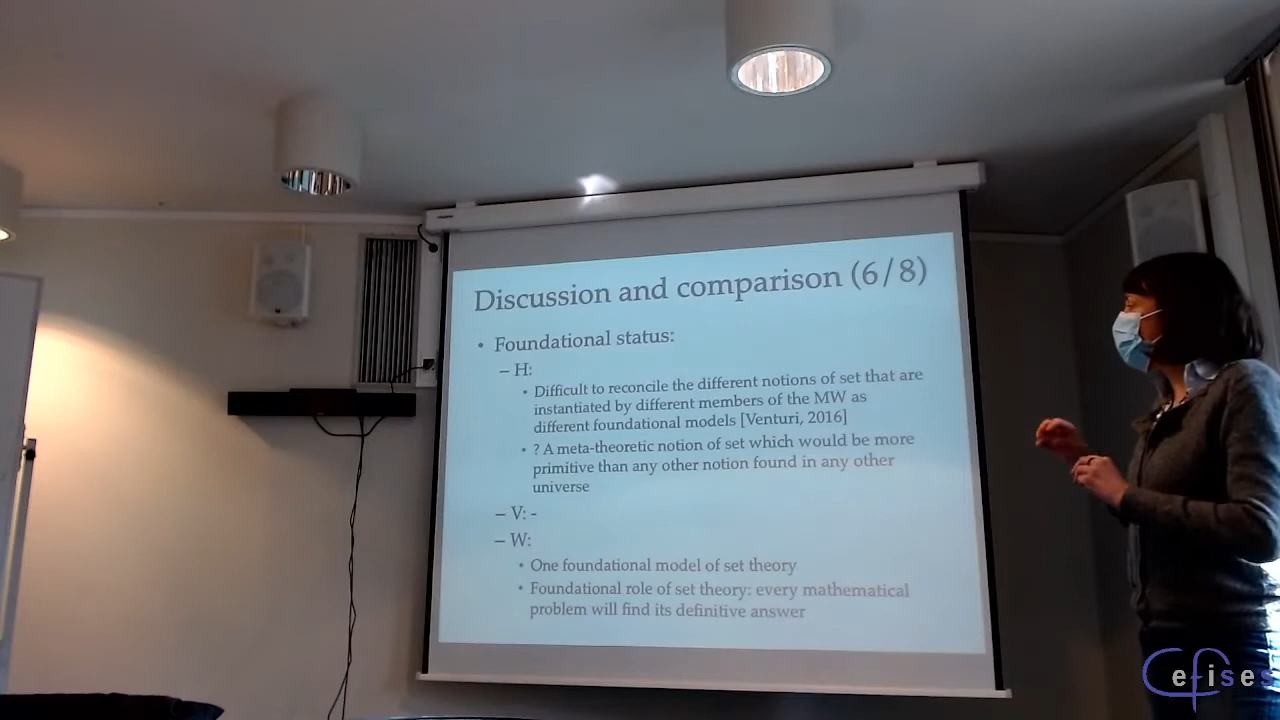 Discussion and comparison (6/8)
• Foundational status:
– H:
• Difficult to reconcile the different notions of set that are
instantiated by different members of the MW as
different foundational models [Venturi, 2016]
• ? A meta-theoretic notion of set which would be more
primitive than any other notion found in any other
universe
– V: -
– W:
• One foundational model of set theory
• Foundational role of set theory: every mathematical
problem will find its definitive answer
Cefises